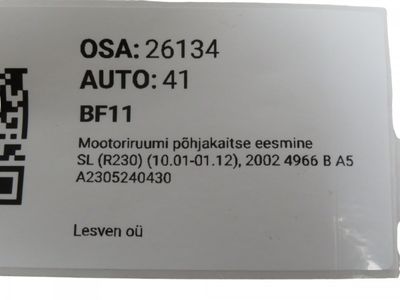 OSA: 26134
AUTO: 41
BF11
Mootoriruumi põhjakaitse eesmine
SL (R230) (10.01-01.12), 2002 4966 B A5
A2305240430
Lesven oü